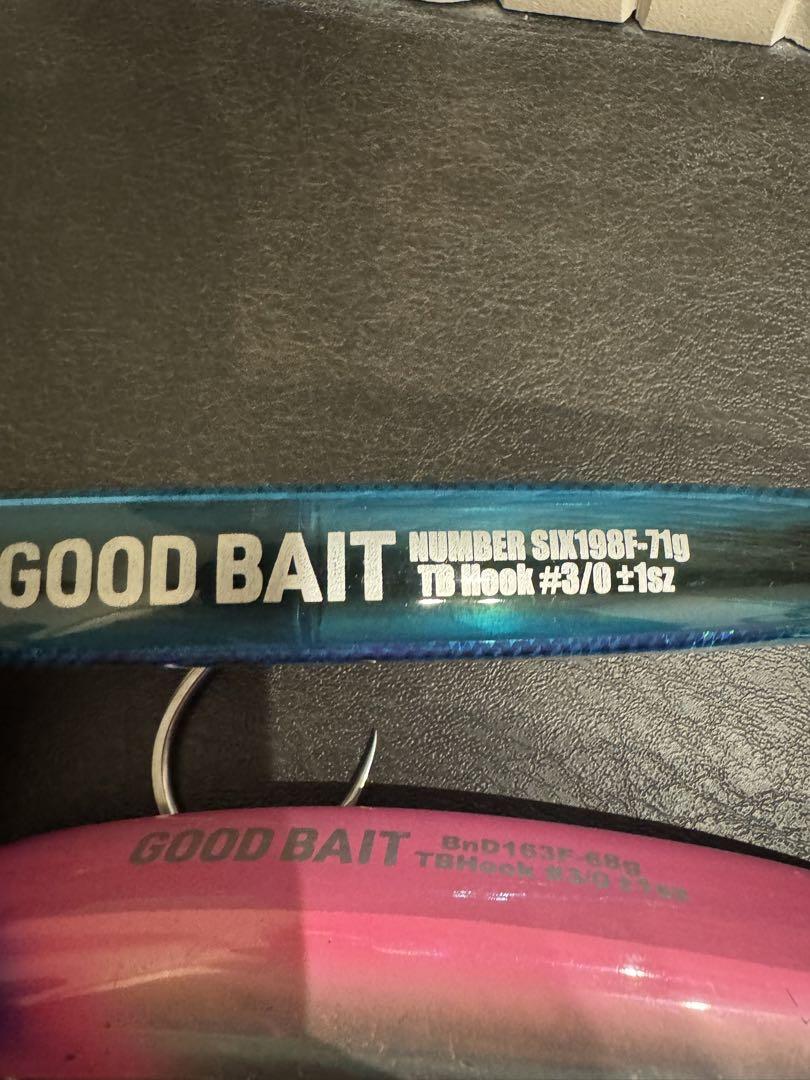 GOOD BAIT
NUMBER SIX198F-71g
TB Hook #3/0 ±1sz
GOOD BAIT
BnD163F-68g
TBHook #3/0 ±1sz